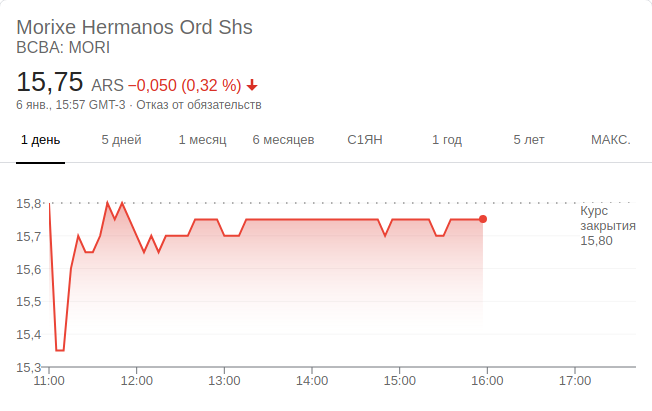 Morixe Hermanos Ord Shs
BCBA: MORI
15,75 ARS −0,050 (0,32 %) ↓
6 янв., 15:57 GMT-3 · Отказ от обязательств
1 день 5 дней 1 месяц 6 месяцев С1ЯН 1 год 5 лет МАКС.
15,8
Курс
закрытия
15,80
15,7
15,6
15,5
15,4
15,3
11:00 12:00 13:00 14:00 15:00 16:00 17:00